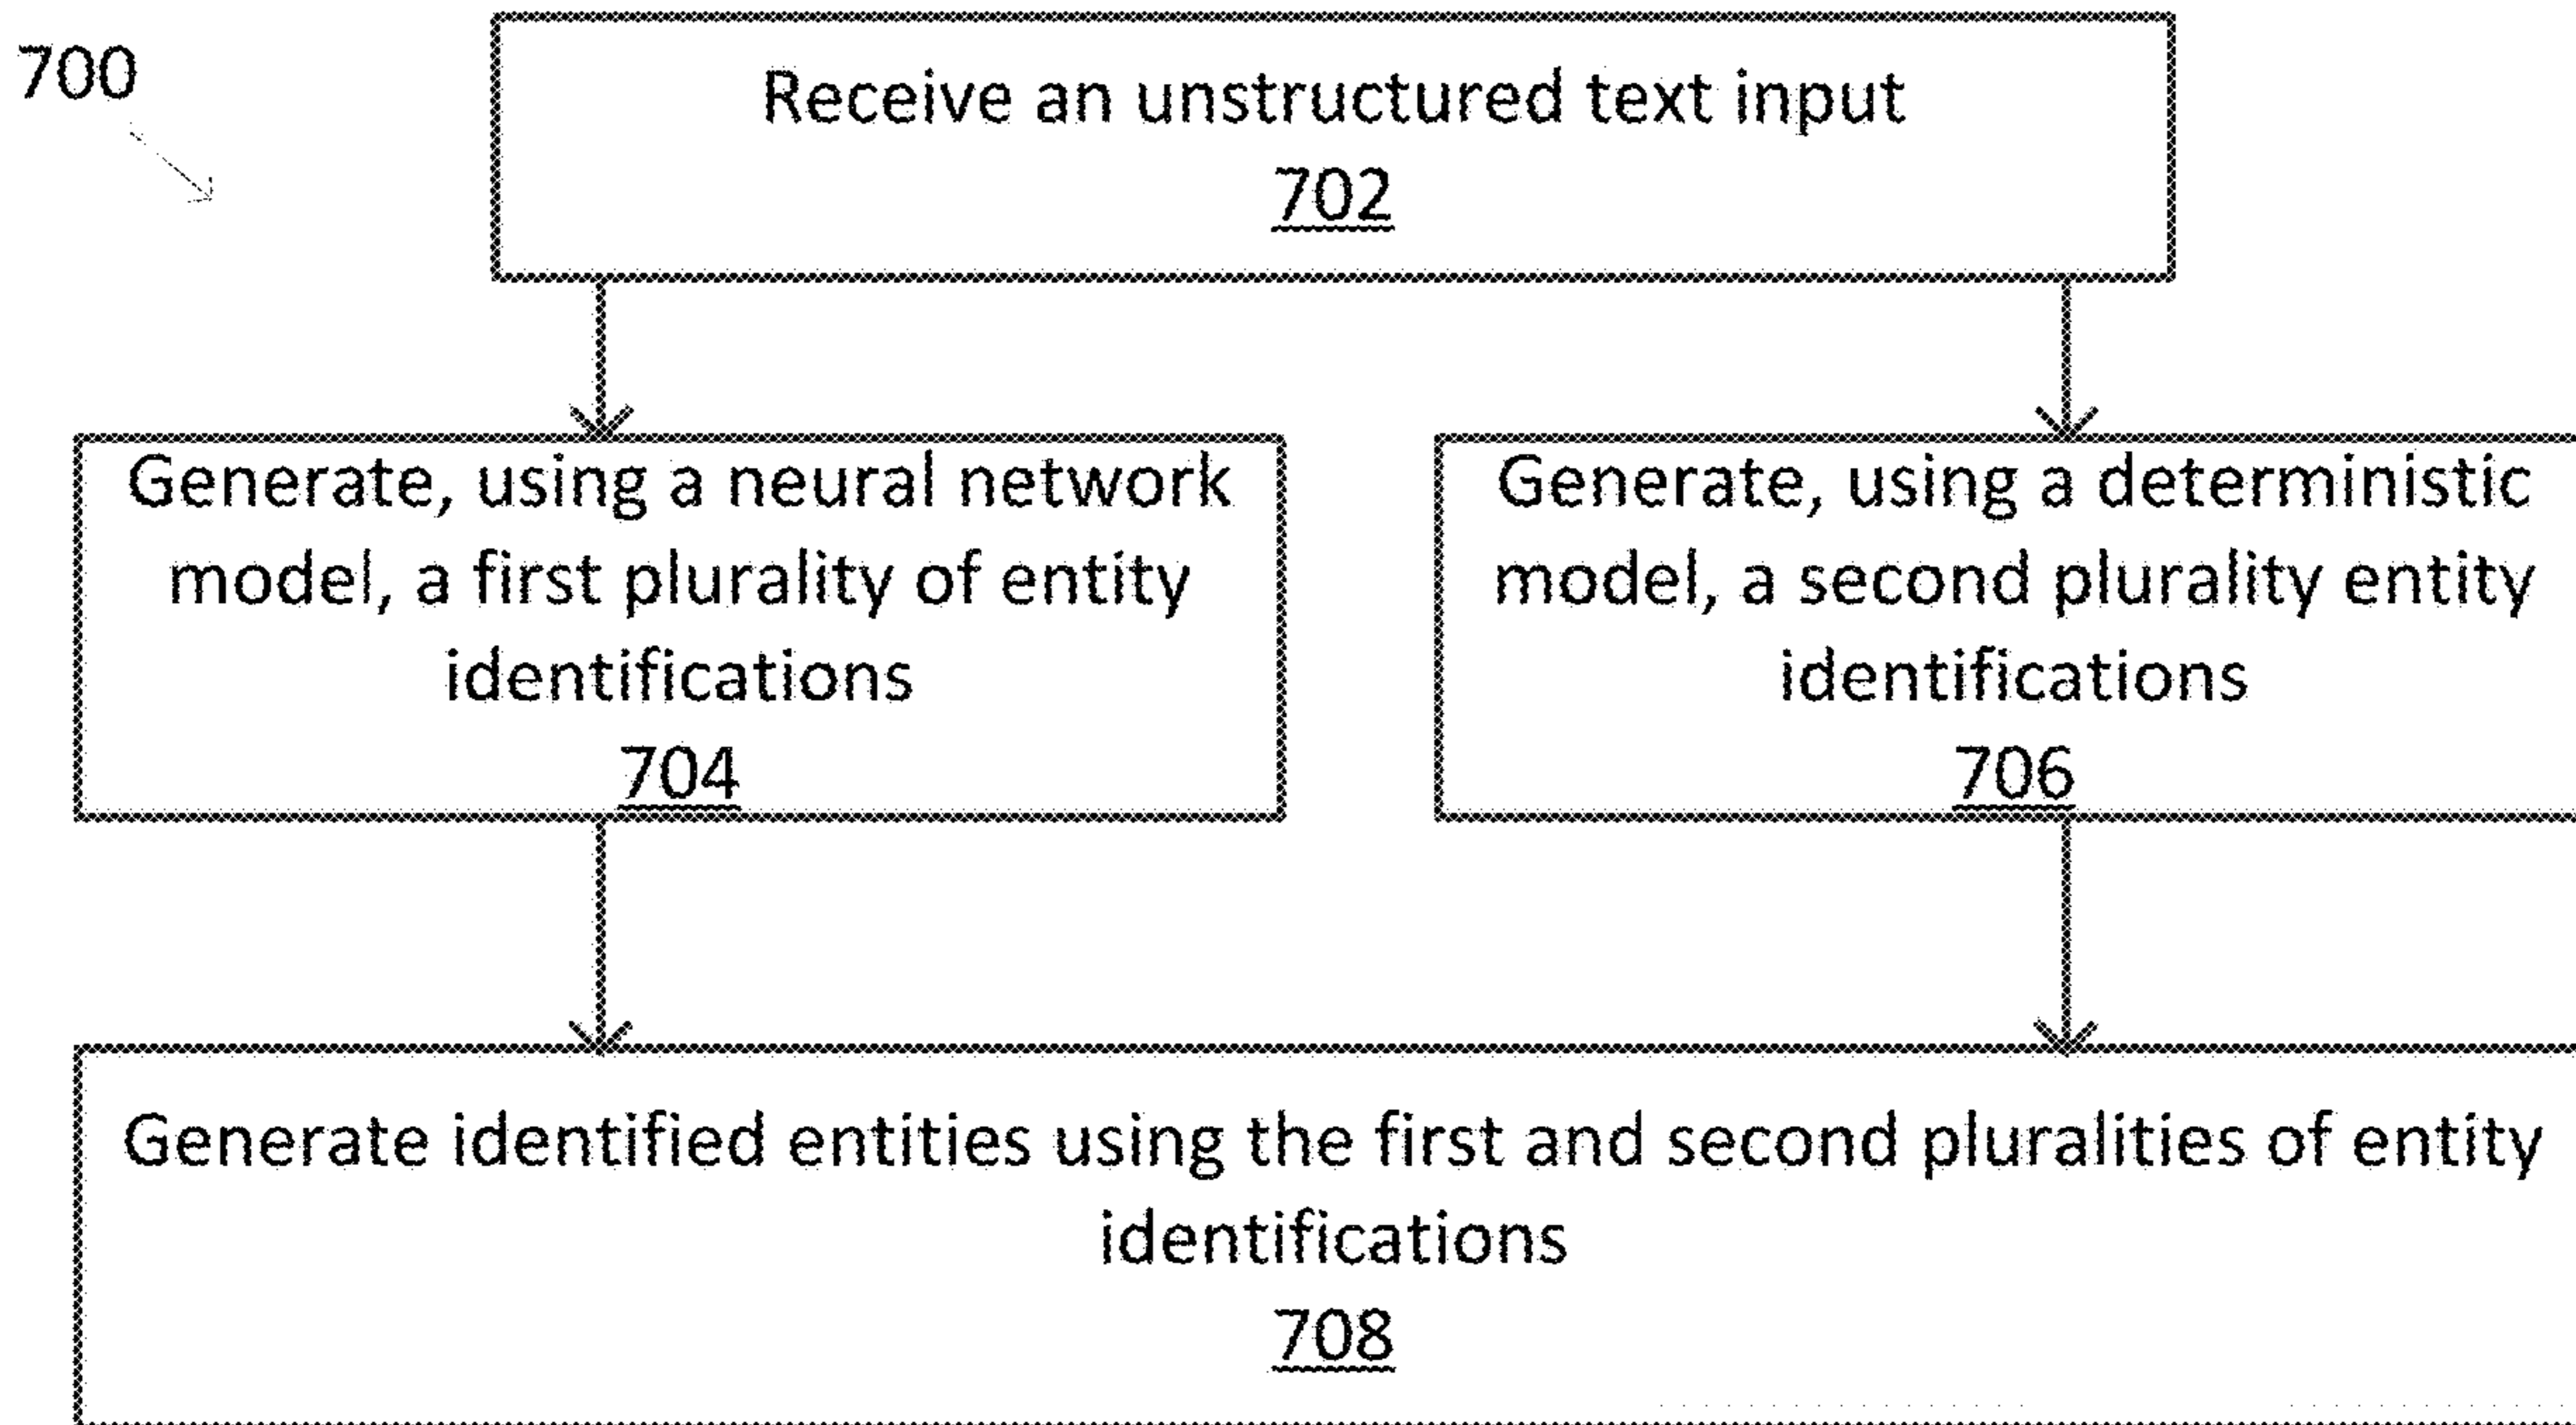 700
Receive an unstructured text input
702
Generate, using a neural network
model, a first plurality of entity
identifications
704
Generate, using a deterministic
model, a second plurality entity
identifications
706
Generate identified entities using the first and second pluralities of entity
identifications
708